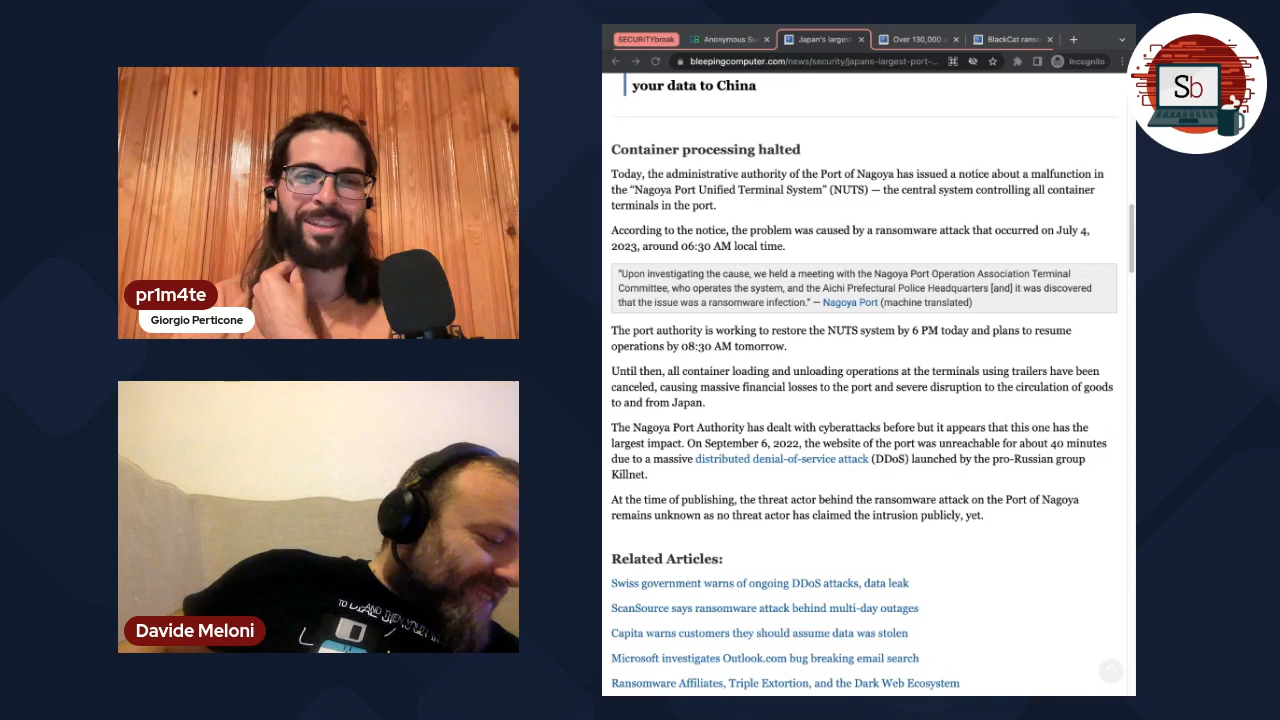 pr1m4te
Giorgio Perticone
TO
AND THEN
Davide Meloni
SECURITYbreak
Anonymous Su
Japan's largest
Over 130,000
BlackCat ranso
bleepingcomputer.com/news/security/japans-largest-port-...
Incognito
Sb
your data to China
Container processing halted
Today, the administrative authority of the Port of Nagoya has issued a notice about a malfunction in
the “Nagoya Port Unified Terminal System” (NUTS) — the central system controlling all container
terminals in the port.
According to the notice, the problem was caused by a ransomware attack that occurred on July 4,
2023, around 06:30 AM local time.
“Upon investigating the cause, we held a meeting with the Nagoya Port Operation Association Terminal
Committee, who operates the system, and the Aichi Prefectural Police Headquarters [and] it was discovered
that the issue was a ransomware infection.” — Nagoya Port (machine translated)
The port authority is working to restore the NUTS system by 6 PM today and plans to resume
operations by 08:30 AM tomorrow.
Until then, all container loading and unloading operations at the terminals using trailers have been
canceled, causing massive financial losses to the port and severe disruption to the circulation of goods
to and from Japan.
The Nagoya Port Authority has dealt with cyberattacks before but it appears that this one has the
largest impact. On September 6, 2022, the website of the port was unreachable for about 40 minutes
due to a massive distributed denial-of-service attack (DDoS) launched by the pro-Russian group
Killnet.
At the time of publishing, the threat actor behind the ransomware attack on the Port of Nagoya
remains unknown as no threat actor has claimed the intrusion publicly, yet.
Related Articles:
Swiss government warns of ongoing DDoS attacks, data leak
ScanSource says ransomware attack behind multi-day outages
Capita warns customers they should assume data was stolen
Microsoft investigates Outlook.com bug breaking email search
Ransomware Affiliates, Triple Extortion, and the Dark Web Ecosystem